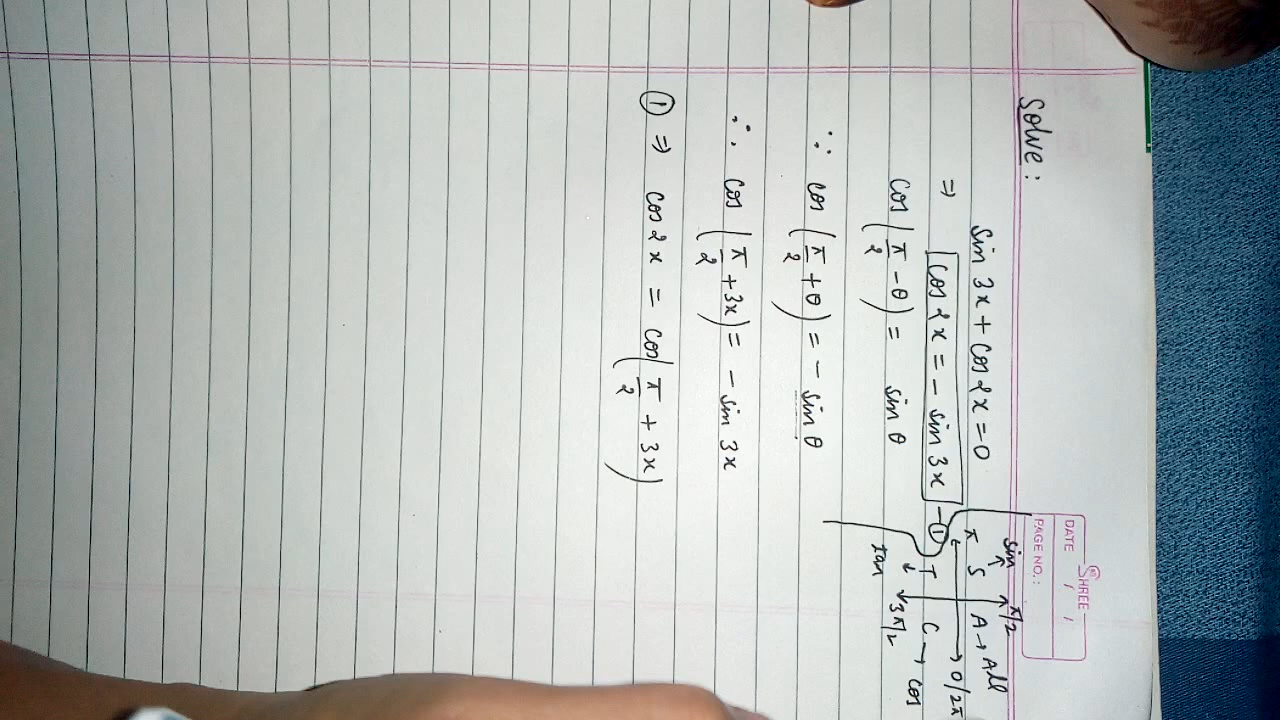 SHREE
DATE / /
PAGE NO.:
Solve:
sin 3x + cos 2x = 0
⇒ cos 2x = - sin 3x -①
cos(π/2 - θ) = sin θ
∵ cos(π/2 + θ) = - sin θ
∴ cos(π/2 + 3x) = - sin 3x
① ⇒ cos 2x = cos(π/2 + 3x)
sin π/2
S A → All
π 0/2π
T C → cos
tan 3π/2